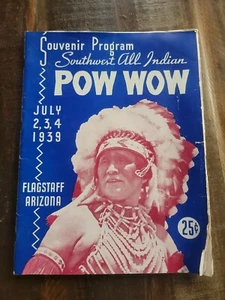 Souvenir Program
Southwest All Indian
POW WOW
JULY
2, 3, 4
1939
FLAGSTAFF
ARIZONA
25¢